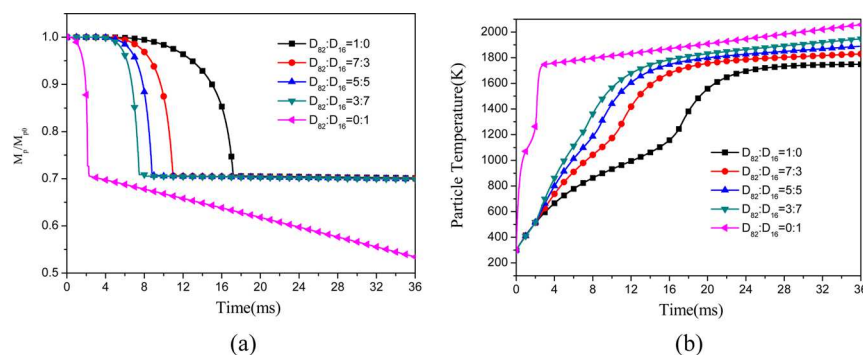 1.0
0.9
0.8
0.7
0.6
0.5
M_p/M_p0
0 4 8 12 16 20 24 28 32 36
Time(ms)
D₈₂:D₁₆=1:0
D₈₂:D₁₆=7:3
D₈₂:D₁₆=5:5
D₈₂:D₁₆=3:7
D₈₂:D₁₆=0:1
(a)
2000
1800
1600
1400
1200
1000
800
600
400
200
Particle Temperature(K)
0 4 8 12 16 20 24 28 32 36
Time(ms)
D₈₂:D₁₆=1:0
D₈₂:D₁₆=7:3
D₈₂:D₁₆=5:5
D₈₂:D₁₆=3:7
D₈₂:D₁₆=0:1
(b)